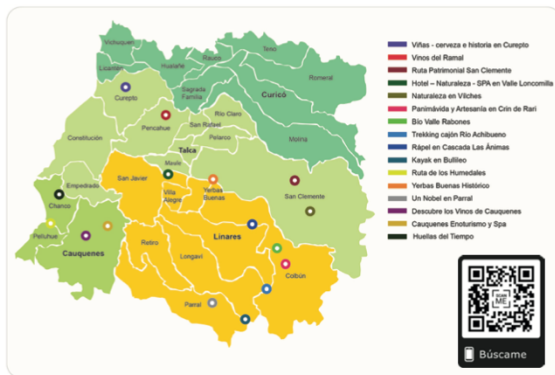 Vichuquén
Teno
Rauco
Licantén
Hualañé
Romeral
Sagrada
Familia
Curicó
Curepto
Río Claro
Molina
Pencahue
San Rafael
Constitución
Pelarco
Talca
Maule
San Javier
Empedrado
Villa
Alegre
Yerbas
Buenas
San Clemente
Chanco
Pelluhue
Linares
Cauquenes
Retiro
Longaví
Colbún
Parral
Viñas - cerveza e historia en Curepto
Vinos del Ramal
Ruta Patrimonial San Clemente
Hotel – Naturaleza - SPA en Valle Loncomilla
Naturaleza en Vilches
Panimávida y Artesanía en Crin de Rari
Bío Valle Rabones
Trekking cajón Río Achibueno
Rápel en Cascada Las Ánimas
Kaysk en Bullileo
Ruta de los Humedales
Yerbas Buenas Histórico
Un Nobel en Parral
Descubre los Vinos de Cauquenes
Cauquenes Enoturismo y Spa
Huellas del Tiempo
SCAN
ME
Búscame